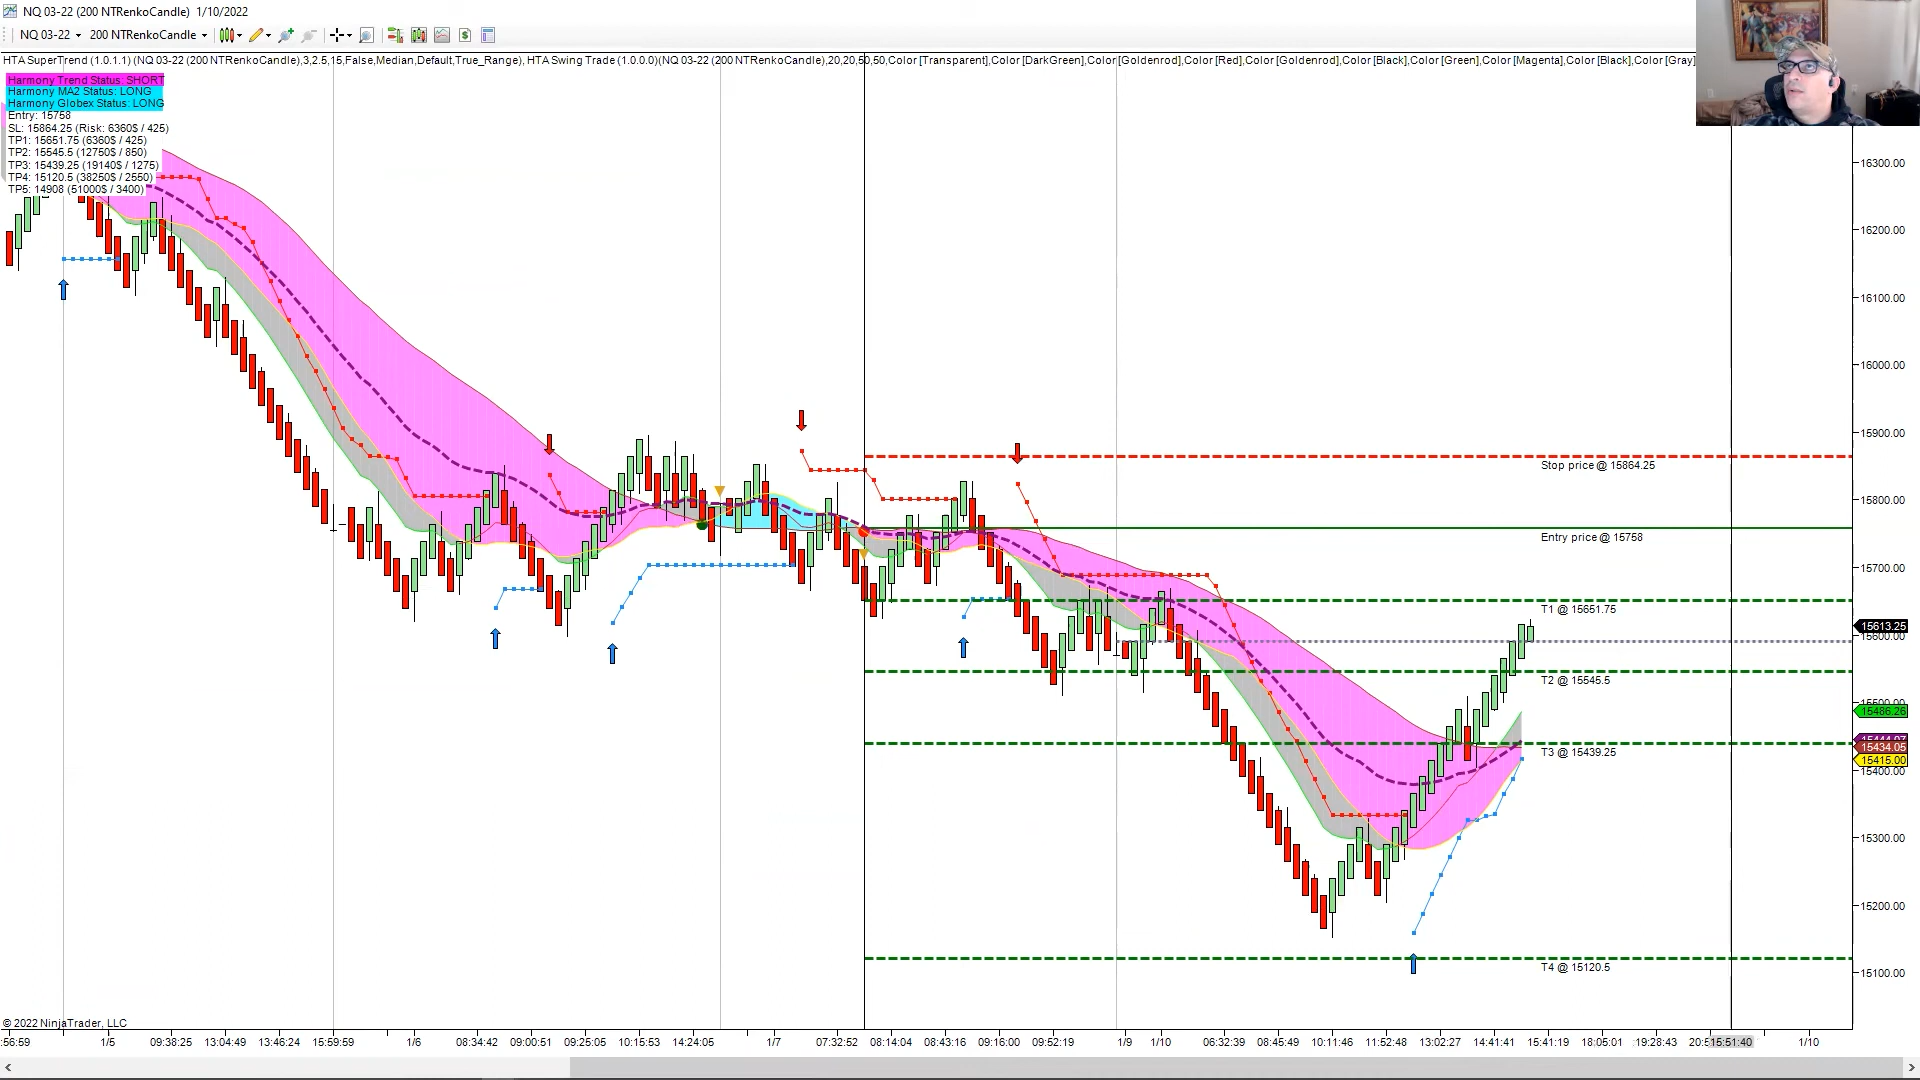 NQ 03-22 (200 NTRenkoCandle) 1/10/2022
NQ 03-22 200 NTRenkoCandle
HTA SuperTrend (1.0.1.1) (NQ 03-22 (200 NTRenkoCandle),3,2.5,15,False,Median,Default,True_Range), HTA Swing Trade (1.0.0.0)(NQ 03-22 (200 NTRenkoCandle),20,20,50,50,Color [Transparent],Color [DarkGreen],Color [Goldenrod],Color [Red],Color [Goldenrod],Color [Black],Color [Green],Color [Magenta],Color [Black],Color [Gray]
Harmony Trend Status: SHORT
Harmony MA2 Status: LONG
Harmony Globex Status: LONG
Entry: 15758
SL: 15864.25 (Risk: 6360$ / 425)
TP1: 15651.75 (6360$ / 425)
TP2: 15545.5 (12750$ / 850)
TP3: 15439.25 (19140$ / 1275)
TP4: 15120.5 (38250$ / 2550)
TP5: 14908 (51000$ / 3400)
16300.00
16200.00
16100.00
16000.00
15900.00
Stop price @ 15864.25
15800.00
Entry price @ 15758
15700.00
T1 @ 15651.75
15613.25
15600.00
T2 @ 15545.5
15486.26
15434.05
T3 @ 15439.25
15415.00
15400.00
15300.00
15200.00
T4 @ 15120.5
15100.00
© 2022 NinjaTrader, LLC
:56:59 1/5 09:38:25 13:04:49 13:46:24 15:59:59 1/6 08:34:42 09:00:51 09:25:05 10:15:53 14:24:05 1/7 07:32:52 08:14:04 08:43:16 09:16:00 09:52:19 1/9 1/10 06:32:39 08:45:49 10:11:46 11:52:48 13:02:27 14:41:41 15:41:19 18:05:01 19:28:43 20:5 15:51:40 1/10